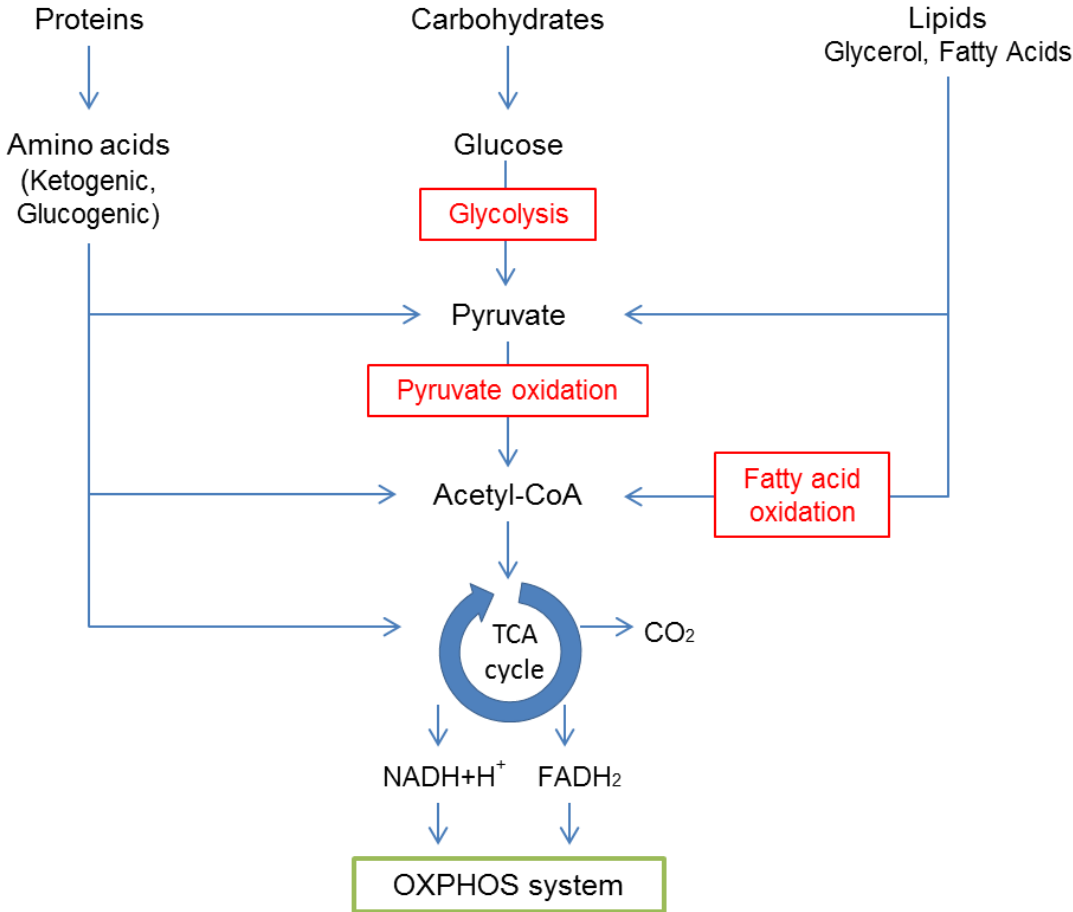 Proteins
Carbohydrates
Lipids
Glycerol, Fatty Acids
Amino acids
(Ketogenic,
Glucogenic)
Glucose
Glycolysis
Pyruvate
Pyruvate oxidation
Fatty acid
oxidation
Acetyl-CoA
TCA
cycle
CO₂
NADH+H⁺
FADH₂
OXPHOS system